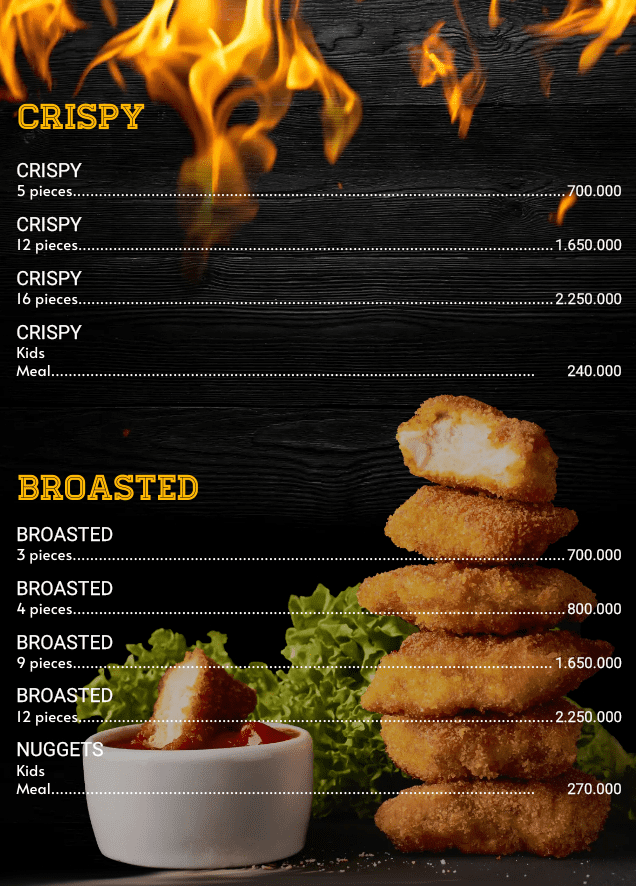 CRISPY
CRISPY
5 pieces......................................................................................................................700.000
CRISPY
12 pieces...................................................................................................................1.650.000
CRISPY
16 pieces...................................................................................................................2.250.000
CRISPY
Kids
Meal..................................................................................................................... 240.000
BROASTED
BROASTED
3 pieces......................................................................................................................700.000
BROASTED
4 pieces......................................................................................................................800.000
BROASTED
9 pieces...................................................................................................................1.650.000
BROASTED
12 pieces...................................................................................................................2.250.000
NUGGETS
Kids
Meal..................................................................................................................... 270.000